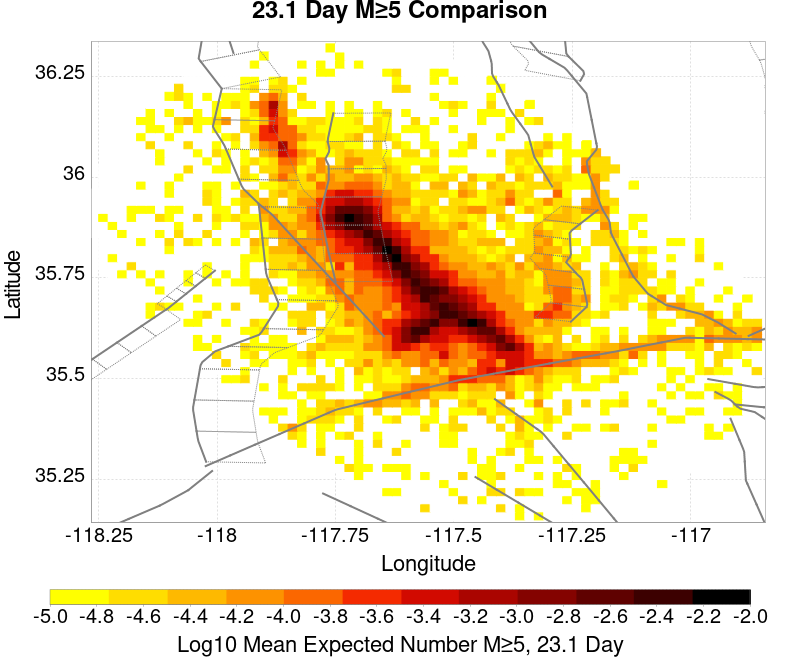 23.1 Day M≥5 Comparison
36.25
36
35.75
35.5
35.25
Latitude
-118.25 -118 -117.75 -117.5 -117.25 -117
Longitude
-5.0 -4.8 -4.6 -4.4 -4.2 -4.0 -3.8 -3.6 -3.4 -3.2 -3.0 -2.8 -2.6 -2.4 -2.2 -2.0
Log10 Mean Expected Number M≥5, 23.1 Day